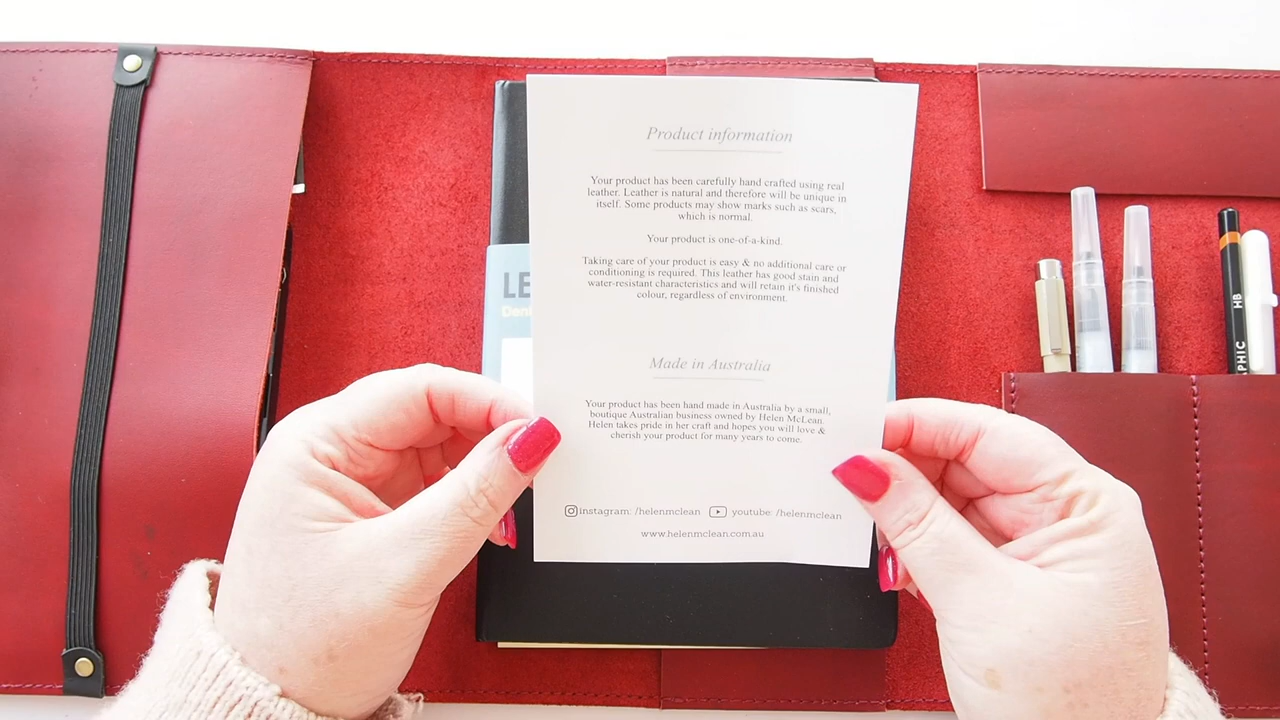 Product information
Your product has been carefully hand crafted using real
leather. Leather is natural and therefore will be unique in
itself. Some products may show marks such as scars,
which is normal.
Your product is one-of-a-kind.
Taking care of your product is easy & no additional care or
conditioning is required. This leather has good stain and
water-resistant characteristics and will retain it's finished
colour, regardless of environment.
Made in Australia
Your product has been hand made in Australia by a small,
boutique Australian business owned by Helen McLean.
Helen takes pride in her craft and hopes you will love &
cherish your product for many years to come.
instagram: /helenmclean youtube: /helenmclean
www.helenmclean.com.au
LE
Den
HB
PHIC